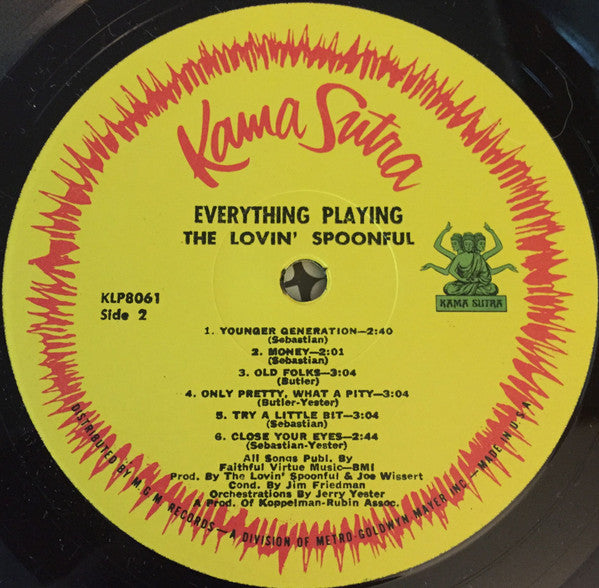 Kama Sutra
EVERYTHING PLAYING
THE LOVIN' SPOONFUL
KAMA SUTRA
KLP8061
Side 2
1. YOUNGER GENERATION—2:40
(Sebastian)
2. MONEY—2:01
(Sebastian)
3. OLD FOLKS—3:04
(Butler)
4. ONLY PRETTY, WHAT A PITY—3:04
(Butler-Yester)
5. TRY A LITTLE BIT—3:04
(Sebastian)
6. CLOSE YOUR EYES—2:44
(Sebastian-Yester)
All Songs Publ. By
Faithful Virtue Music—BMI
Prod. By The Lovin' Spoonful & Joe Wissert
Cond. By Jim Friedman
Orchestrations By Jerry Yester
A Prod. Of Koppelman-Rubin Assoc.
DISTRIBUTED BY M.G.M. RECORDS—A DIVISION OF METRO-GOLDWYN MAYER INC.—MADE IN U.S.A.